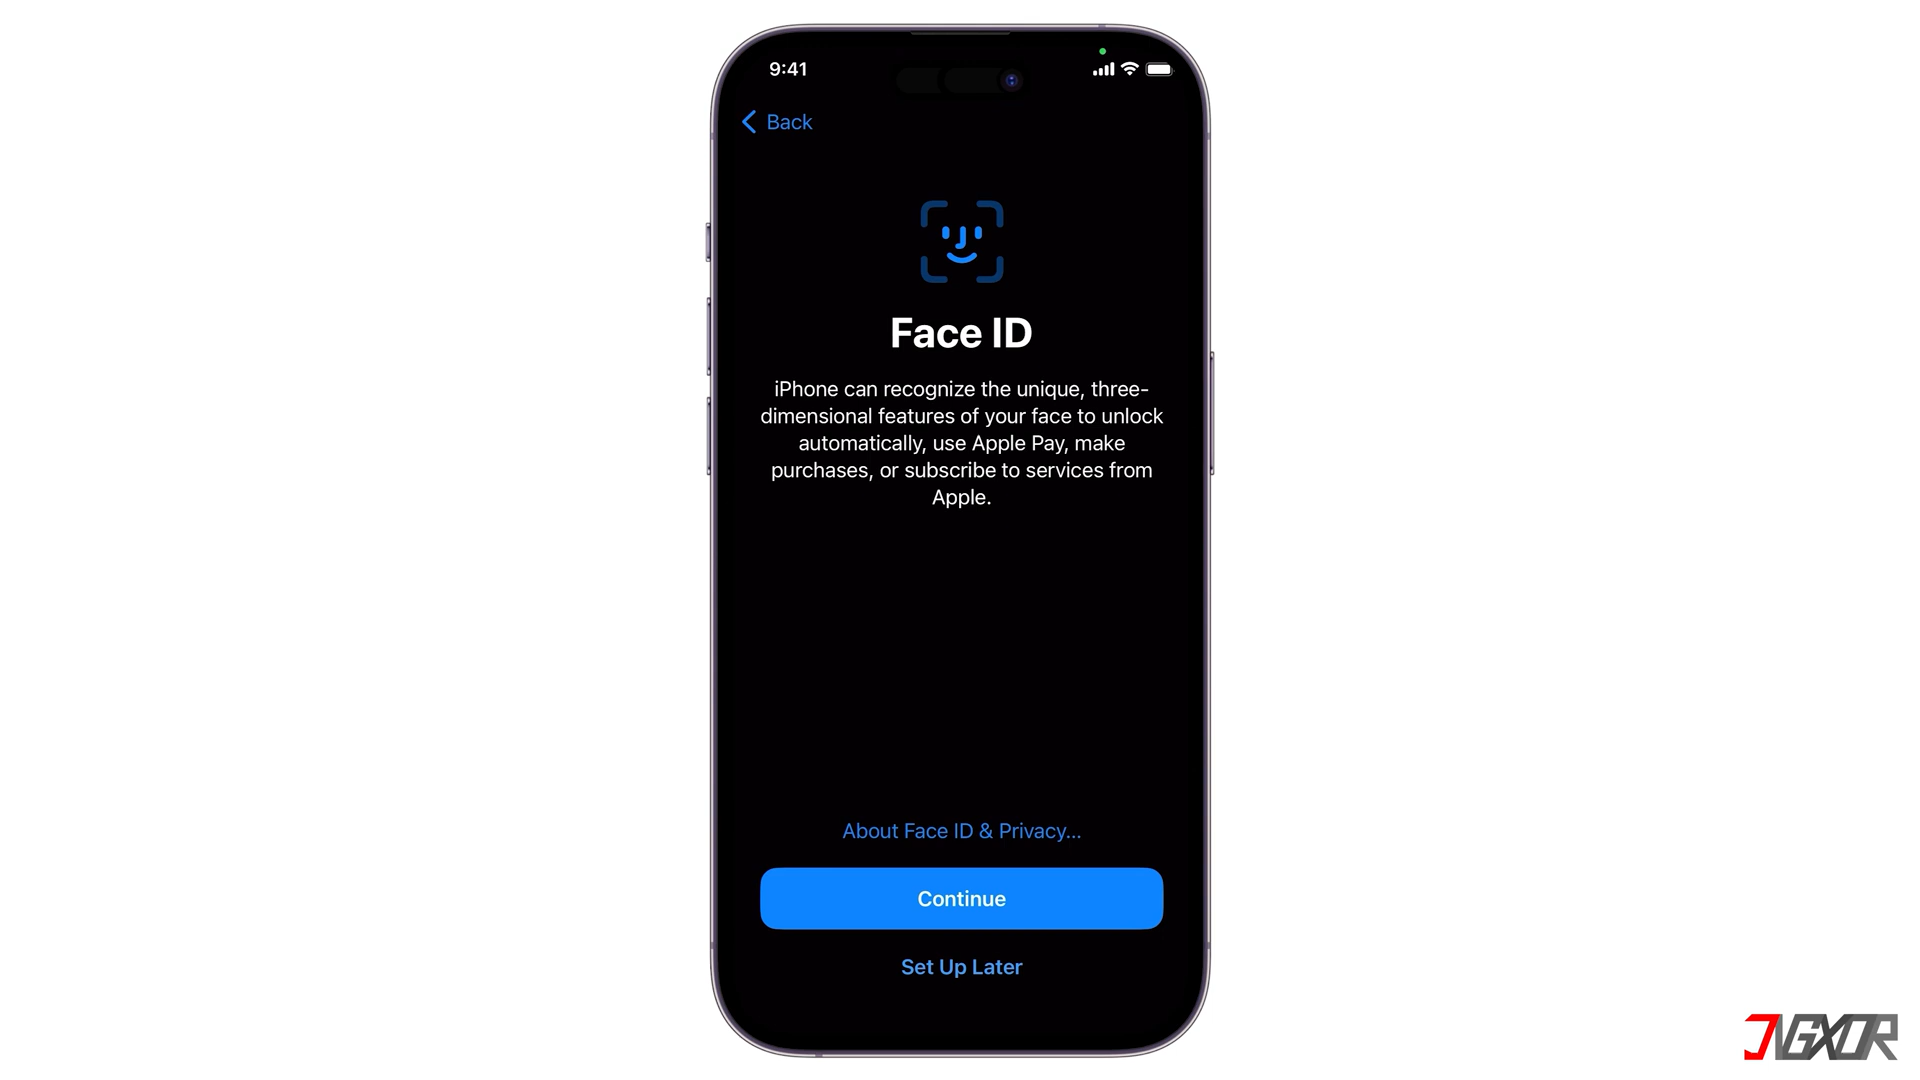 9:41
Back
Face ID
iPhone can recognize the unique, three-
dimensional features of your face to unlock
automatically, use Apple Pay, make
purchases, or subscribe to services from
Apple.
About Face ID & Privacy...
Continue
Set Up Later
JVGXOR